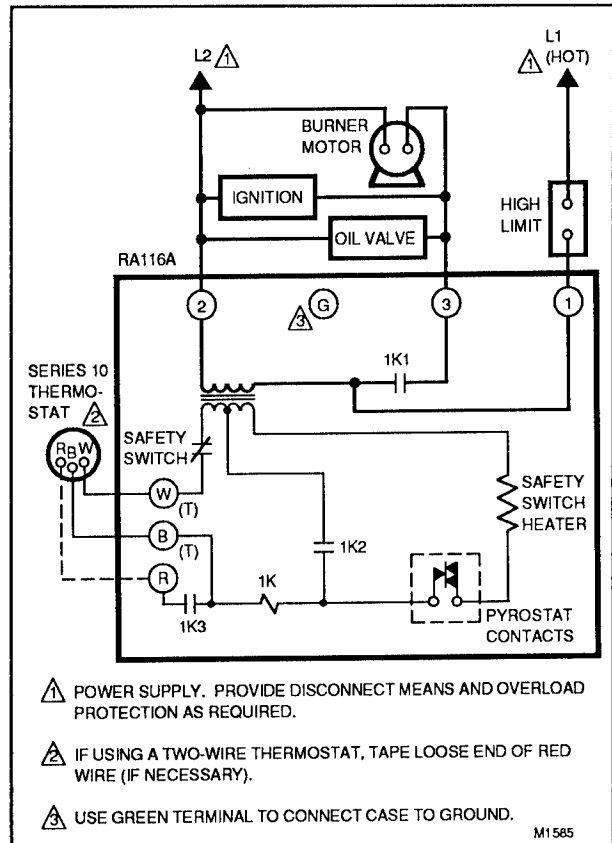 L2 1
L1
1 (HOT)
BURNER
MOTOR
IGNITION
HIGH
LIMIT
OIL VALVE
RA116A
2
3 G
3
1
1K1
SERIES 10
THERMO-
STAT 2
R B W
SAFETY
SWITCH
W
(T)
SAFETY
SWITCH
HEATER
B
(T)
1K2
R
1K3
1K
PYROSTAT
CONTACTS
1 POWER SUPPLY. PROVIDE DISCONNECT MEANS AND OVERLOAD
PROTECTION AS REQUIRED.
2 IF USING A TWO-WIRE THERMOSTAT, TAPE LOOSE END OF RED
WIRE (IF NECESSARY).
3 USE GREEN TERMINAL TO CONNECT CASE TO GROUND.
M1585